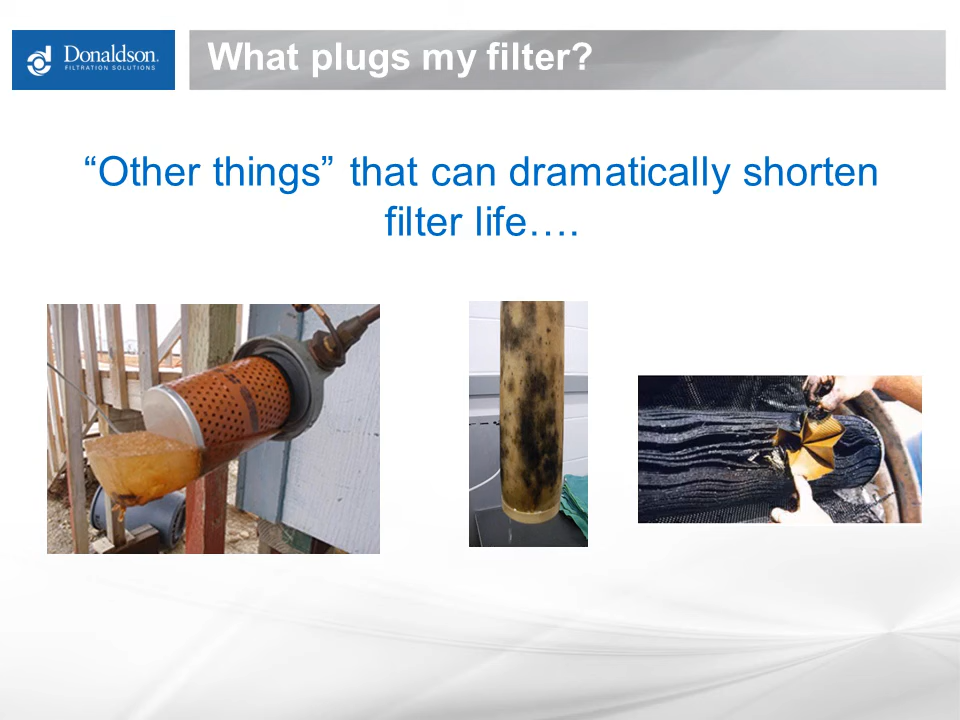 Donaldson.
FILTRATION SOLUTIONS
What plugs my filter?
“Other things” that can dramatically shorten
filter life….